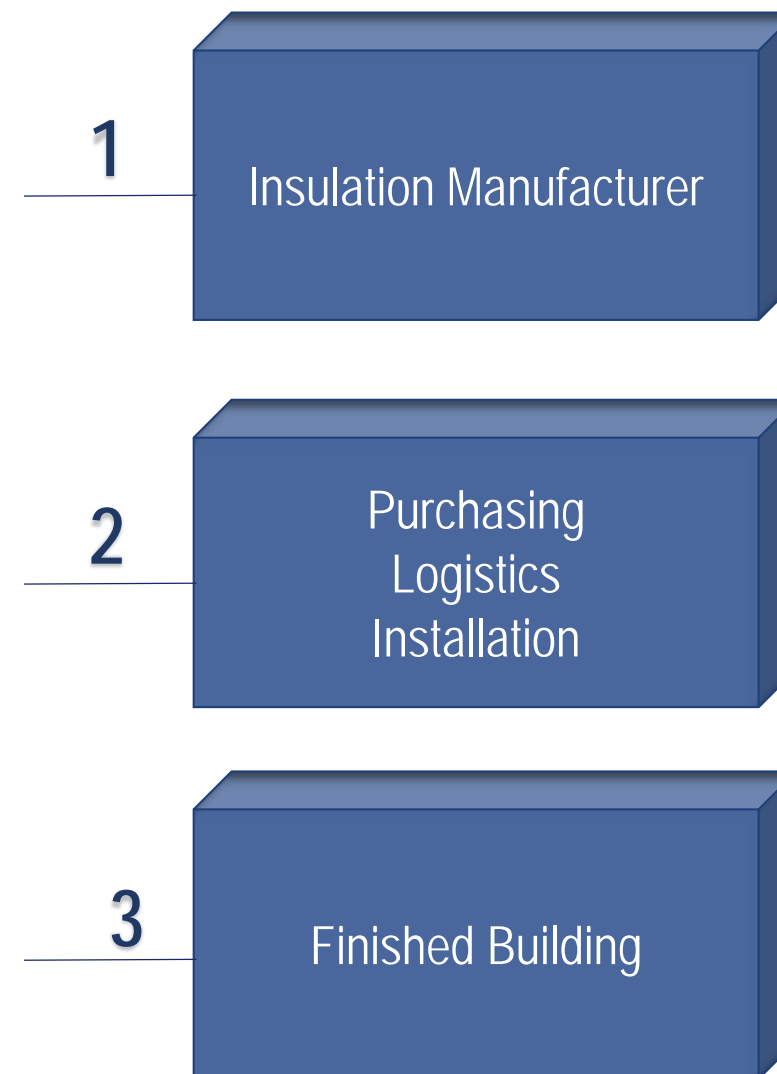 1
Insulation Manufacturer
2
Purchasing
Logistics
Installation
3
Finished Building